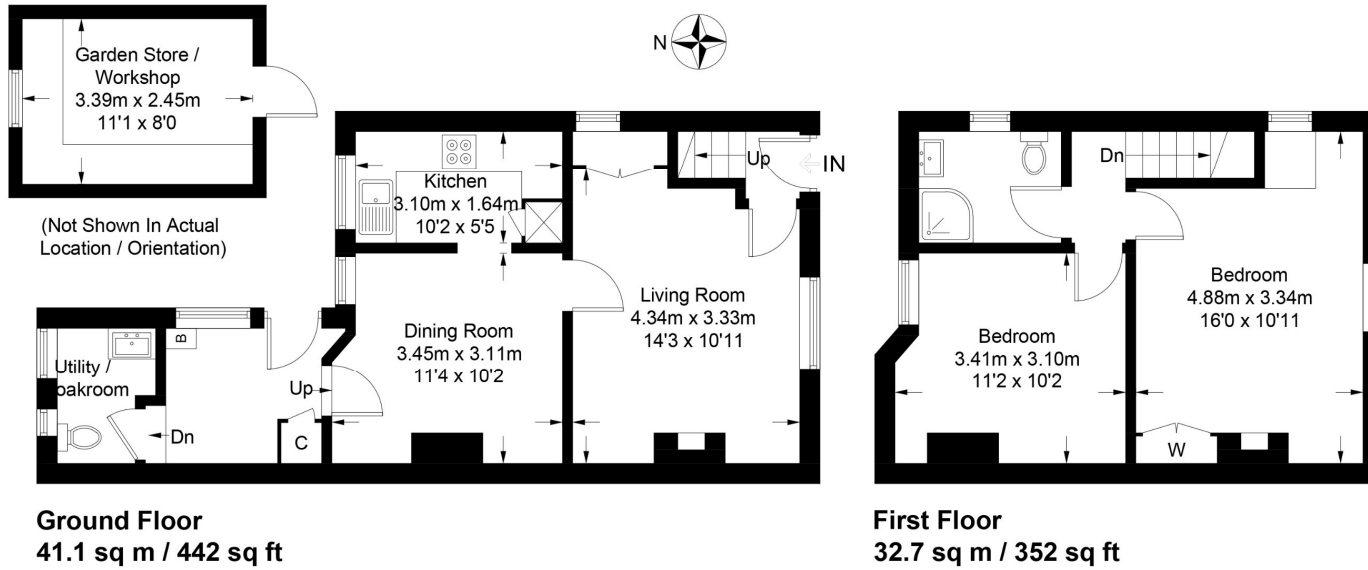 Garden Store /
Workshop
3.39m x 2.45m
11'1 x 8'0
(Not Shown In Actual
Location / Orientation)
N
IN
Up
Kitchen
3.10m x 1.64m
10'2 x 5'5
Living Room
4.34m x 3.33m
14'3 x 10'11
Dining Room
3.45m x 3.11m
11'4 x 10'2
B
Utility /
oakroom
Up
Dn
C
Ground Floor
41.1 sq m / 442 sq ft
Dn
Bedroom
4.88m x 3.34m
16'0 x 10'11
Bedroom
3.41m x 3.10m
11'2 x 10'2
W
First Floor
32.7 sq m / 352 sq ft